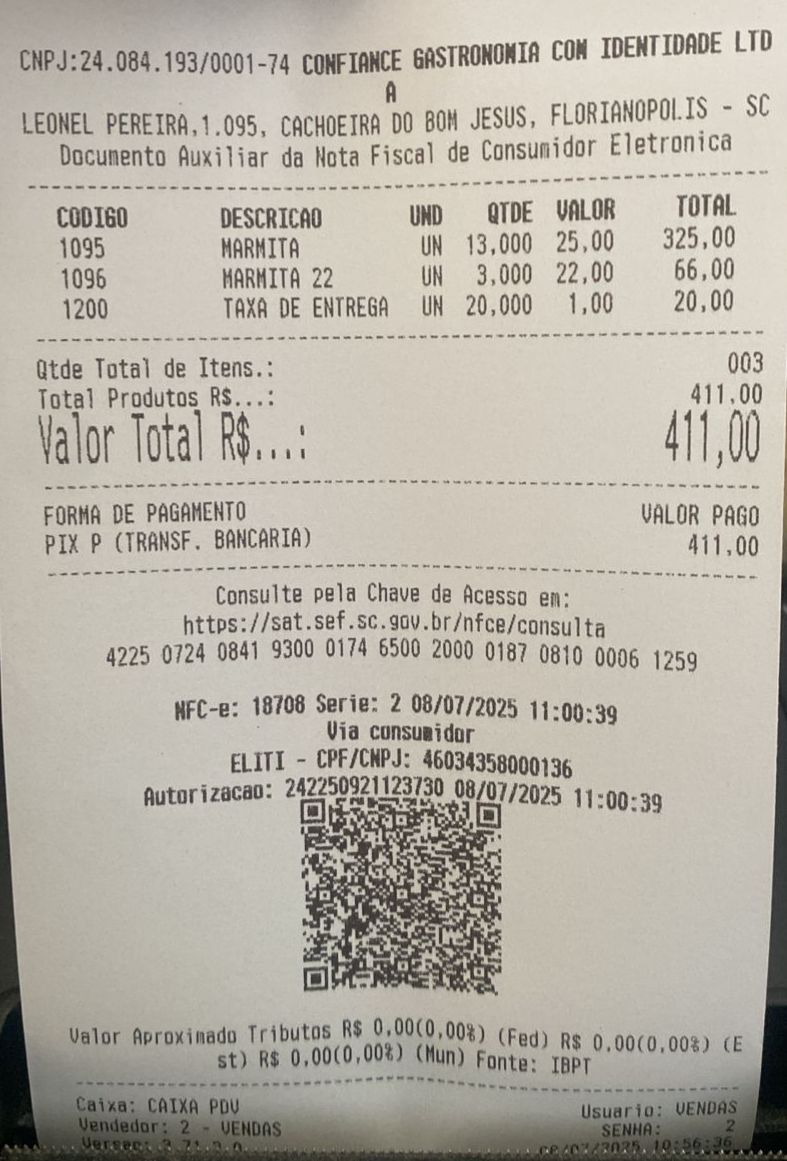 CNPJ:24.084.193/0001-74 CONFIANCE GASTRONOMIA COM IDENTIDADE LTD
A
LEONEL PEREIRA,1.095, CACHOEIRA DO BOM JESUS, FLORIANOPOLIS - SC
Documento Auxiliar da Nota Fiscal de Consumidor Eletronica
CODIGO DESCRICAO UND QTDE VALOR TOTAL
1095 MARMITA UN 13,000 25,00 325,00
1096 MARMITA 22 UN 3,000 22,00 66,00
1200 TAXA DE ENTREGA UN 20,000 1,00 20,00
Qtde Total de Itens.: 003
Total Produtos R$...: 411,00
Valor Total R$...: 411,00
FORMA DE PAGAMENTO VALOR PAGO
PIX P (TRANSF. BANCARIA) 411,00
Consulte pela Chave de Acesso em:
https://sat.sef.sc.gov.br/nfce/consulta
4225 0724 0841 9300 0174 6500 2000 0187 0810 0006 1259
NFC-e: 18708 Serie: 2 08/07/2025 11:00:39
Via consumidor
ELITI - CPF/CNPJ: 46034358000136
Autorizacao: 242250921123730 08/07/2025 11:00:39
Valor Aproximado Tributos R$ 0,00(0,00%) (Fed) R$ 0,00(0,00%) (E
st) R$ 0,00(0,00%) (Mun) Fonte: IBPT
Caixa: CAIXA PDV Usuario: VENDAS
Vendedor: 2 - VENDAS SENHA: 2
08/07/2025 10:56:36